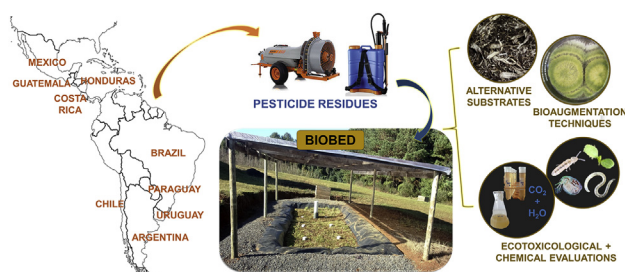 MEXICO
GUATEMALA
HONDURAS
COSTA
RICA
BRAZIL
PARAGUAY
CHILE
URUGUAY
ARGENTINA
PESTICIDE RESIDUES
BIOBED
ALTERNATIVE
SUBSTRATES
BIOAUGMENTATION
TECHNIQUES
CO2
+
H2O
ECOTOXICOLOGICAL +
CHEMICAL EVALUATIONS